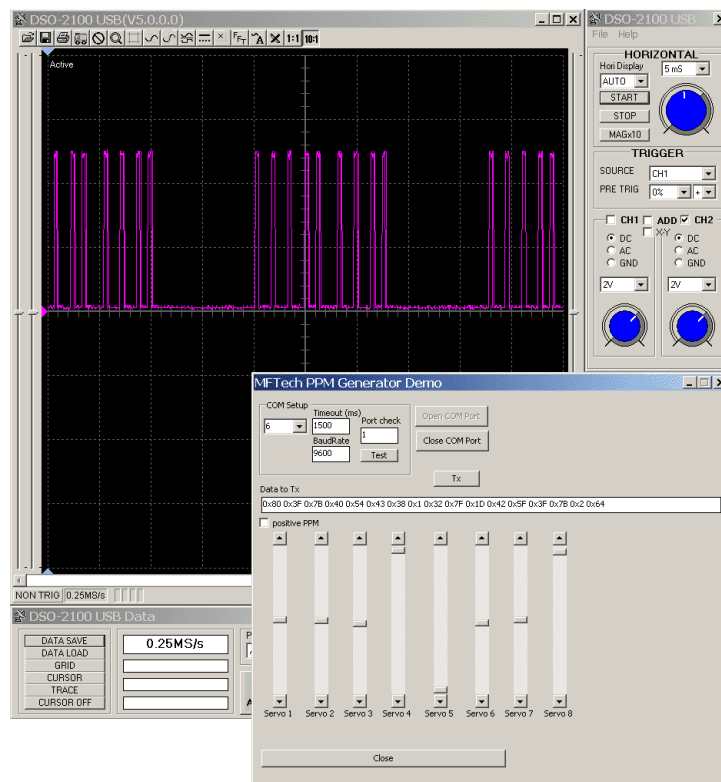 DSO-2100 USB(V5.0.0.0)
FFT A 1:1 10:1
Active
NON TRIG 0.25MS/s
DSO-2100 USB
File Help
HORIZONTAL
Hori Display
5 mS
AUTO
START
STOP
MAGx10
TRIGGER
SOURCE CH1
PRE TRIG 0% +
CH1 ADD CH2
X-Y
DC DC
AC AC
GND GND
2V 2V
DSO-2100 USB Data
DATA SAVE
DATA LOAD
GRID
CURSOR
TRACE
CURSOR OFF
0.25MS/s
MFTech PPM Generator Demo
COM Setup
6
Timeout (ms)
1500
BaudRate
9600
Port check
1
Test
Open COM Port
Close COM Port
Tx
Data to Tx
0x80 0x3F 0x7B 0x40 0x54 0x43 0x38 0x1 0x32 0x7F 0x1D 0x42 0x5F 0x3F 0x7B 0x2 0x64
positive PPM
Servo 1 Servo 2 Servo 3 Servo 4 Servo 5 Servo 6 Servo 7 Servo 8
Close